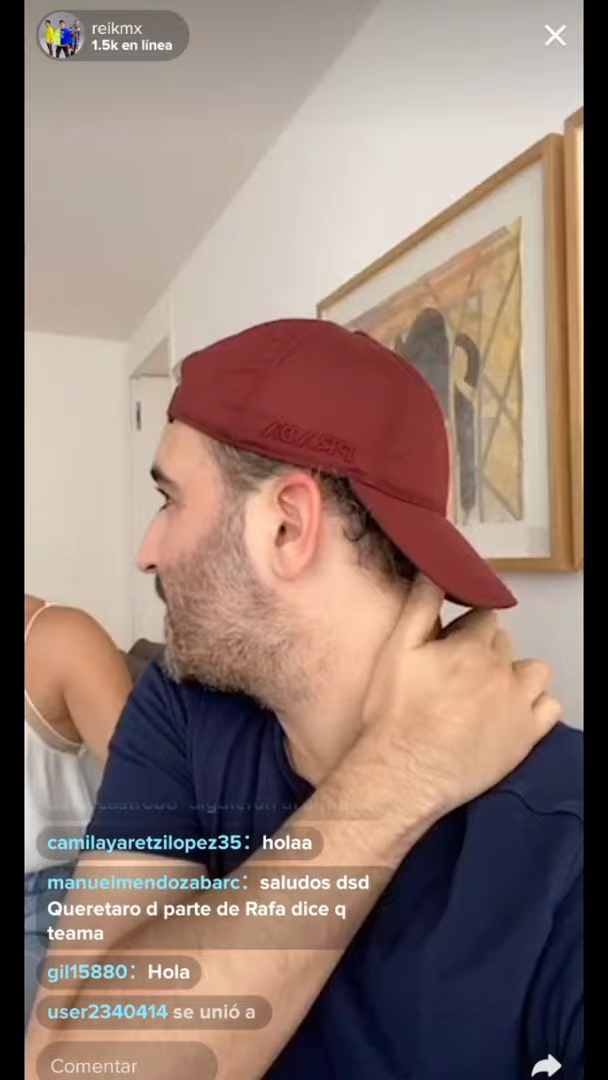 reikmx
1.5k en línea
camilayaretzilopez35: holaa
manuelmendozabarc: saludos dsd
Queretaro d parte de Rafa dice q
teama
gil15880: Hola
user2340414 se unió a
Comentar